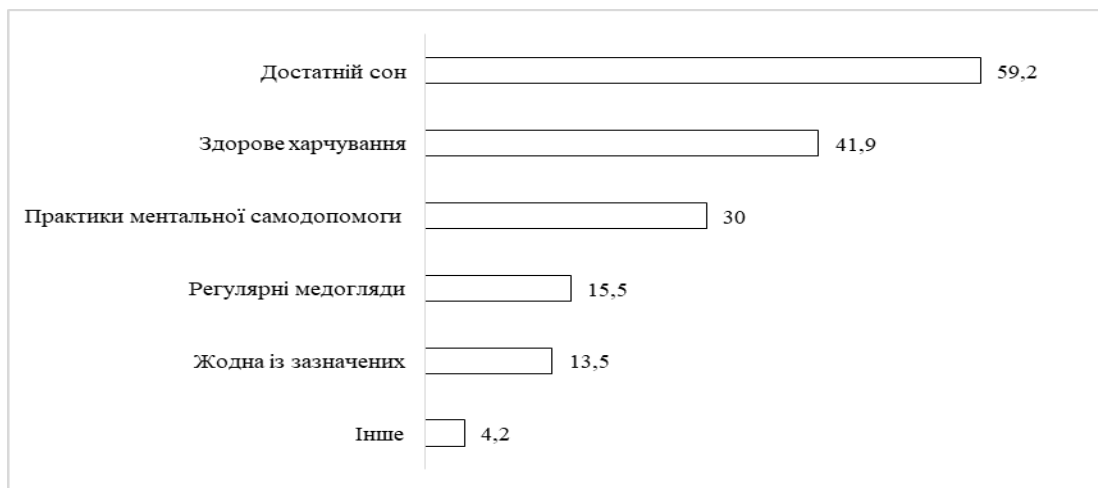 Достатній сон 59,2
Здорове харчування 41,9
Практики ментальної самодопомоги 30
Регулярні медогляди 15,5
Жодна із зазначених 13,5
Інше 4,2